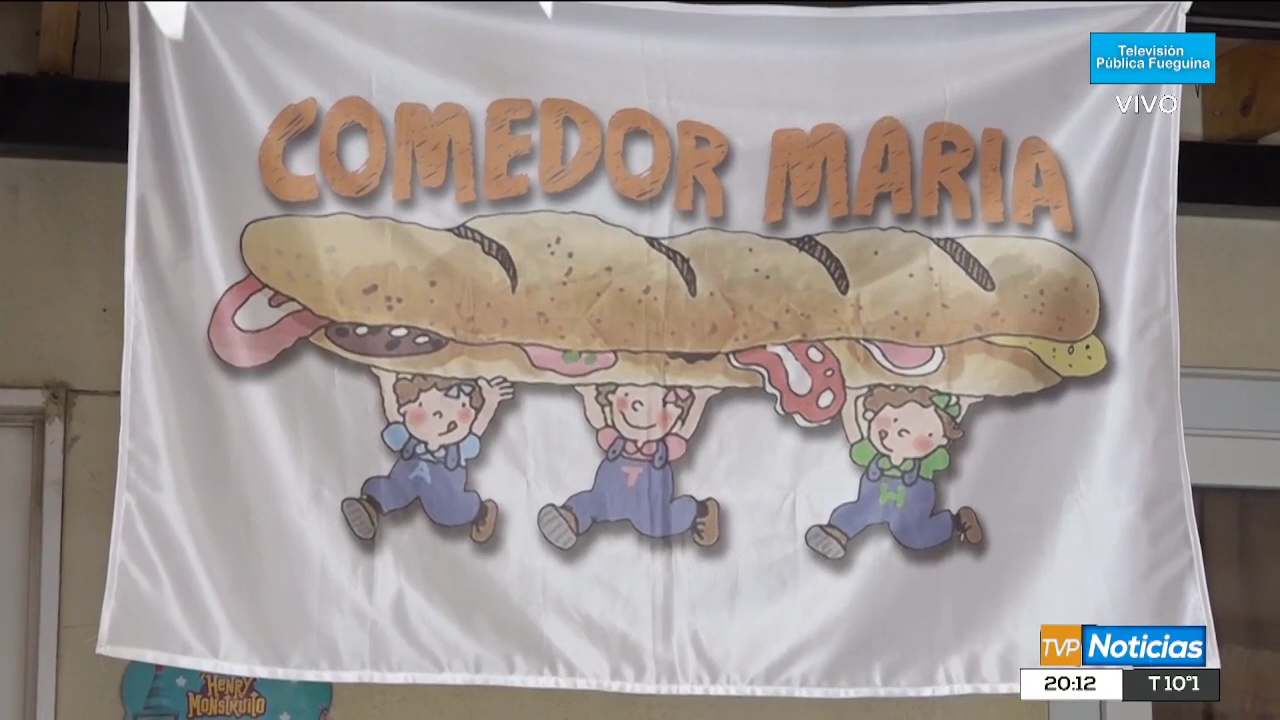 Televisión
Pública Fueguina
VIVO
COMEDOR MARIA
A
T
H
HENRY
MONSTRUITO
TVP Noticias
20:12 T 10°1